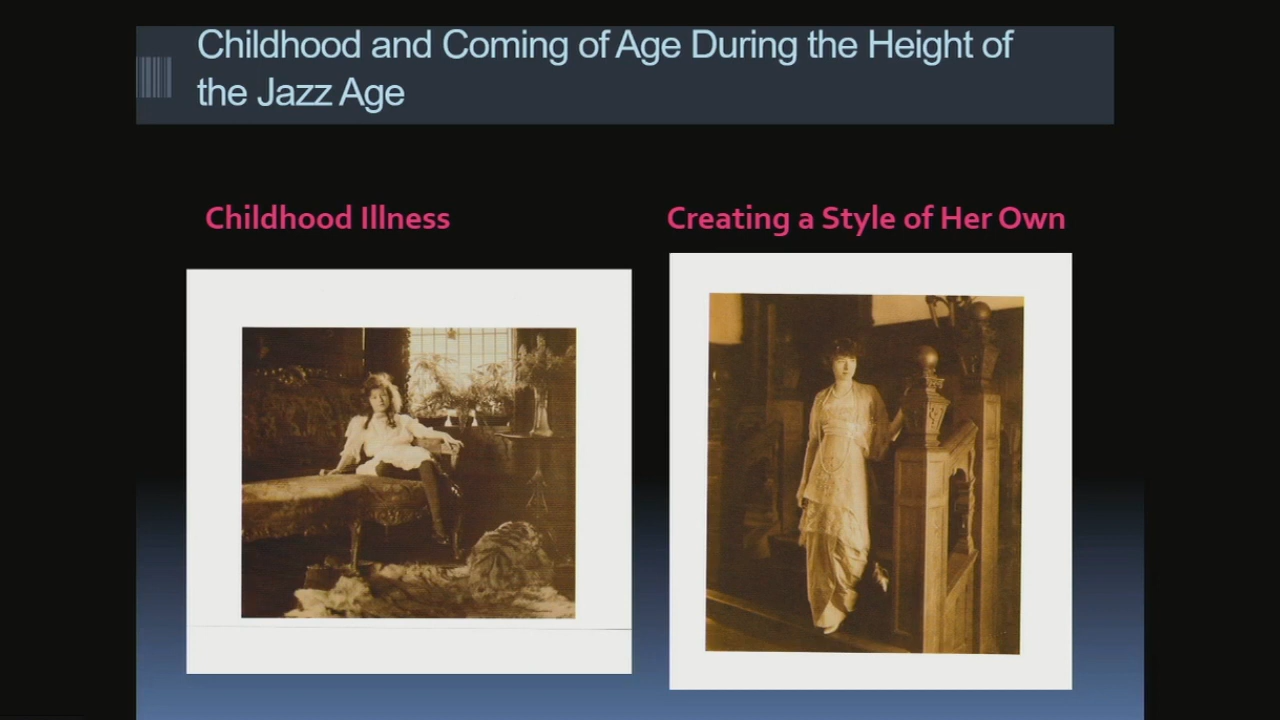 Childhood and Coming of Age During the Height of
the Jazz Age
Childhood Illness
Creating a Style of Her Own